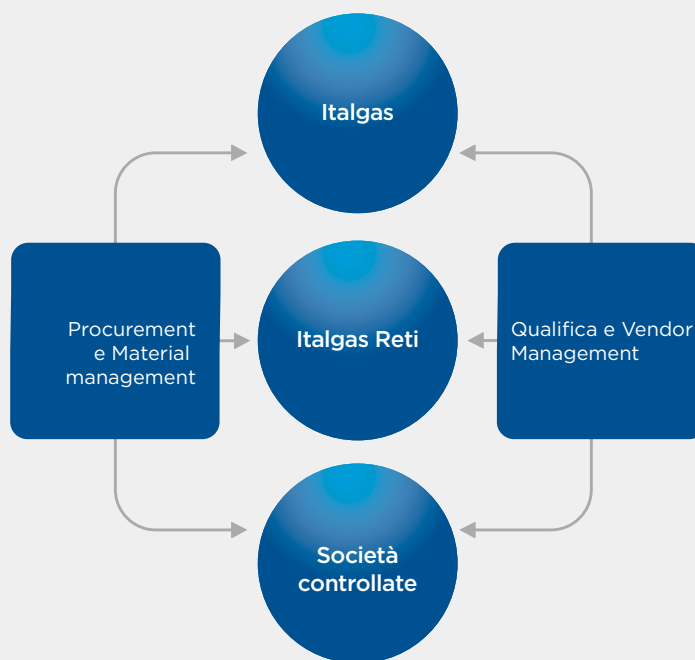 Italgas
Procurement
e Material
management
Italgas Reti
Qualifica e Vendor
Management
Società
controllate